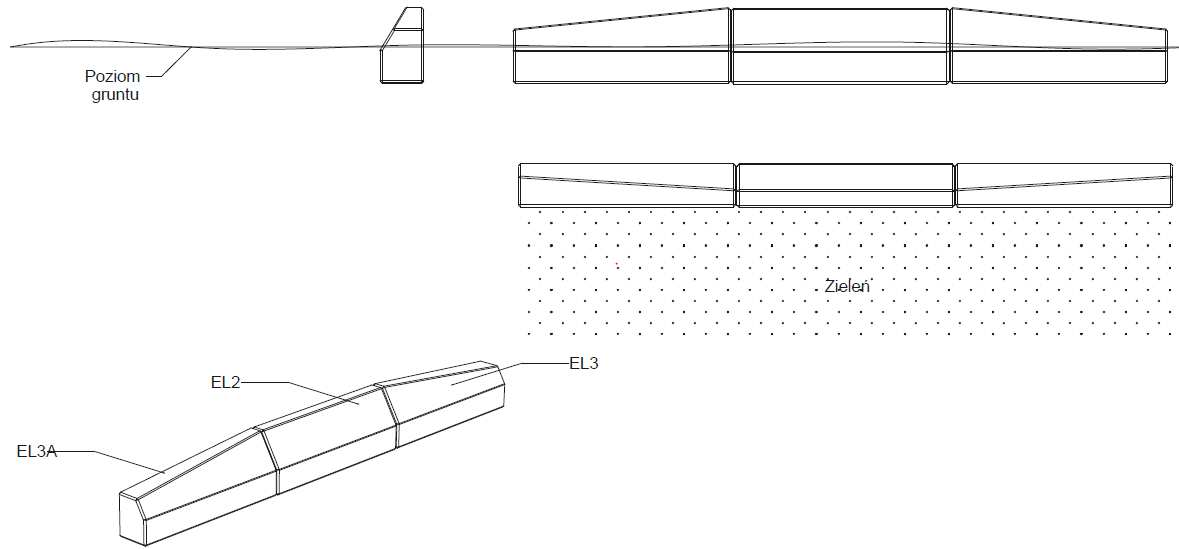 Poziom
gruntu
Zieleń
EL3
EL2
EL3A